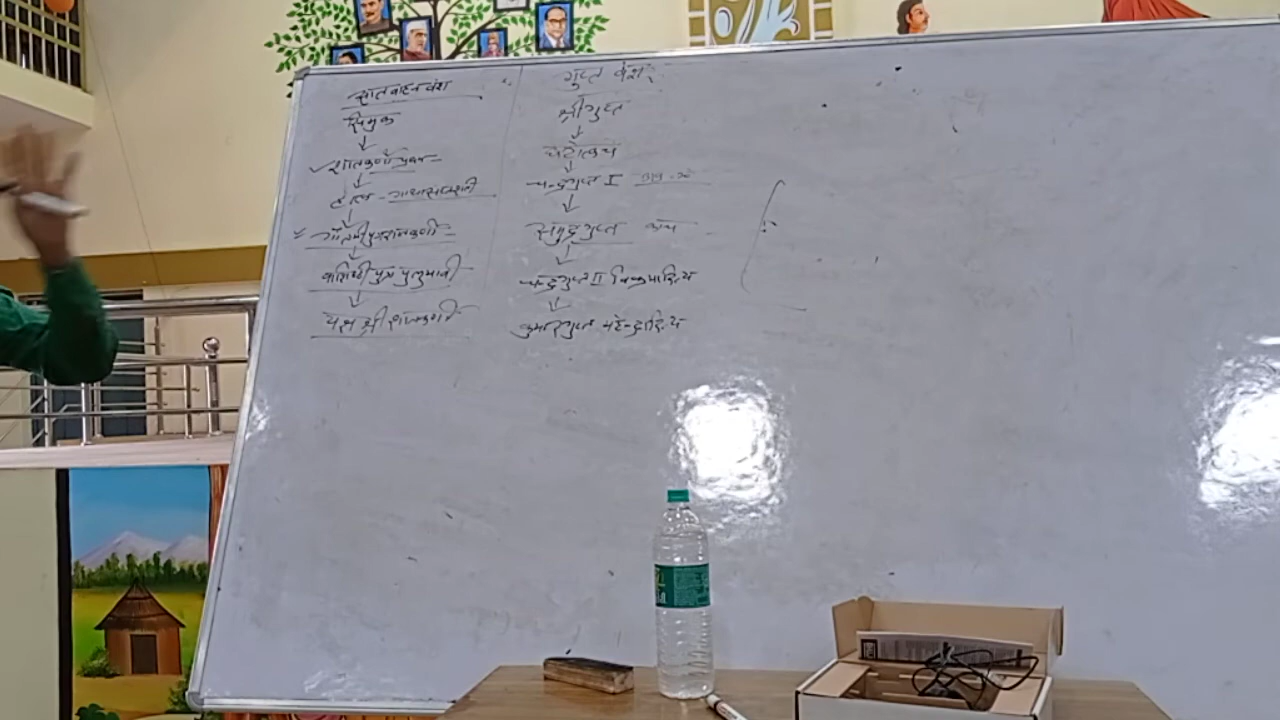 सातवाहन वंश
सिमुक
शातकर्णी प्रथम
हाल - गाथासप्तशती
गौतमीपुत्र शातकर्णी
वाशिष्ठी पुत्र पुलुमावी
यज्ञ श्री शातकर्णी
गुप्त वंश
श्रीगुप्त
घटोत्कच
चन्द्रगुप्त I
समुद्रगुप्त
चन्द्रगुप्त II विक्रमादित्य
कुमारगुप्त महेन्द्रादित्य